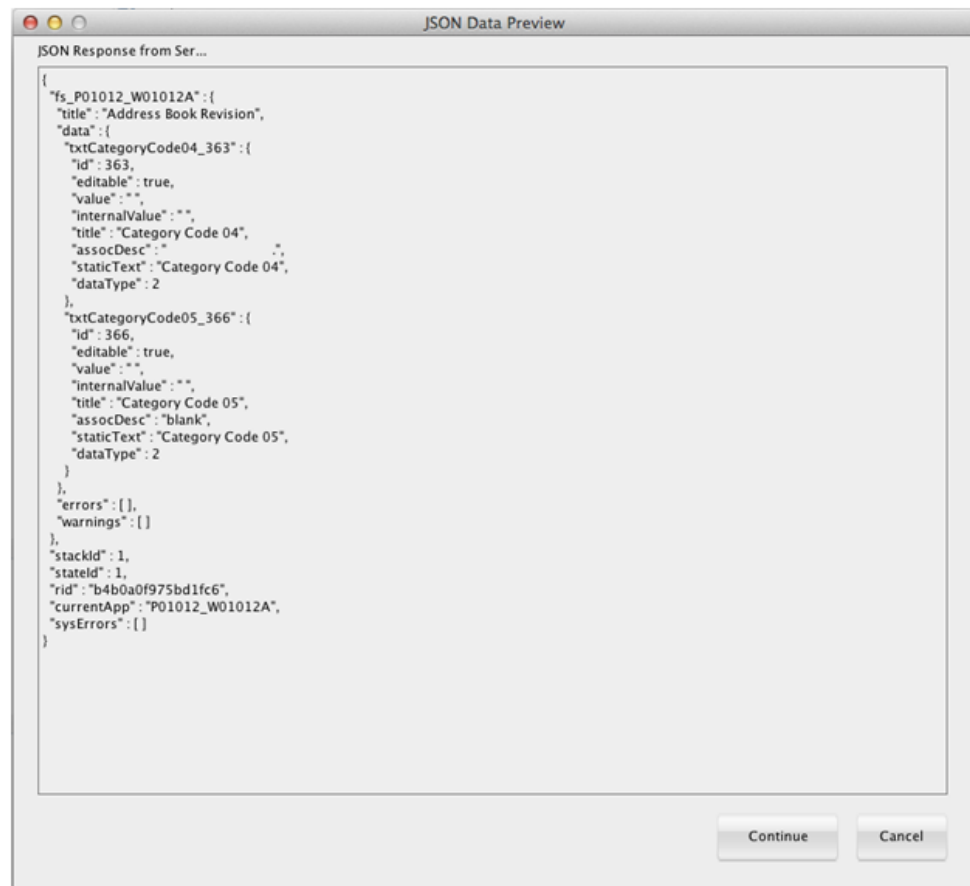 JSON Data Preview
JSON Response from Ser...
{
"fs_P01012_W01012A" : {
"title" : "Address Book Revision",
"data" : {
"txtCategoryCode04_363" : {
"id" : 363,
"editable" : true,
"value" : " ",
"internalValue" : " ",
"title" : "Category Code 04",
"assocDesc" : "                    .",
"staticText" : "Category Code 04",
"dataType" : 2
},
"txtCategoryCode05_366" : {
"id" : 366,
"editable" : true,
"value" : " ",
"internalValue" : " ",
"title" : "Category Code 05",
"assocDesc" : "blank",
"staticText" : "Category Code 05",
"dataType" : 2
}
},
"errors" : [ ],
"warnings" : [ ]
},
"stackId" : 1,
"stateId" : 1,
"rid" : "b4b0a0f975bd1fc6",
"currentApp" : "P01012_W01012A",
"sysErrors" : [ ]
}
Continue Cancel